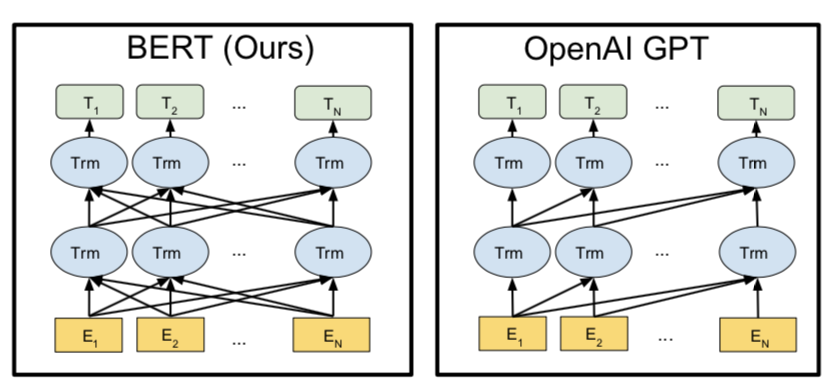 BERT (Ours)
T1 T2 ... TN
Trm Trm ... Trm
Trm Trm ... Trm
E1 E2 ... EN
OpenAI GPT
T1 T2 ... TN
Trm Trm ... Trm
Trm Trm ... Trm
E1 E2 ... EN